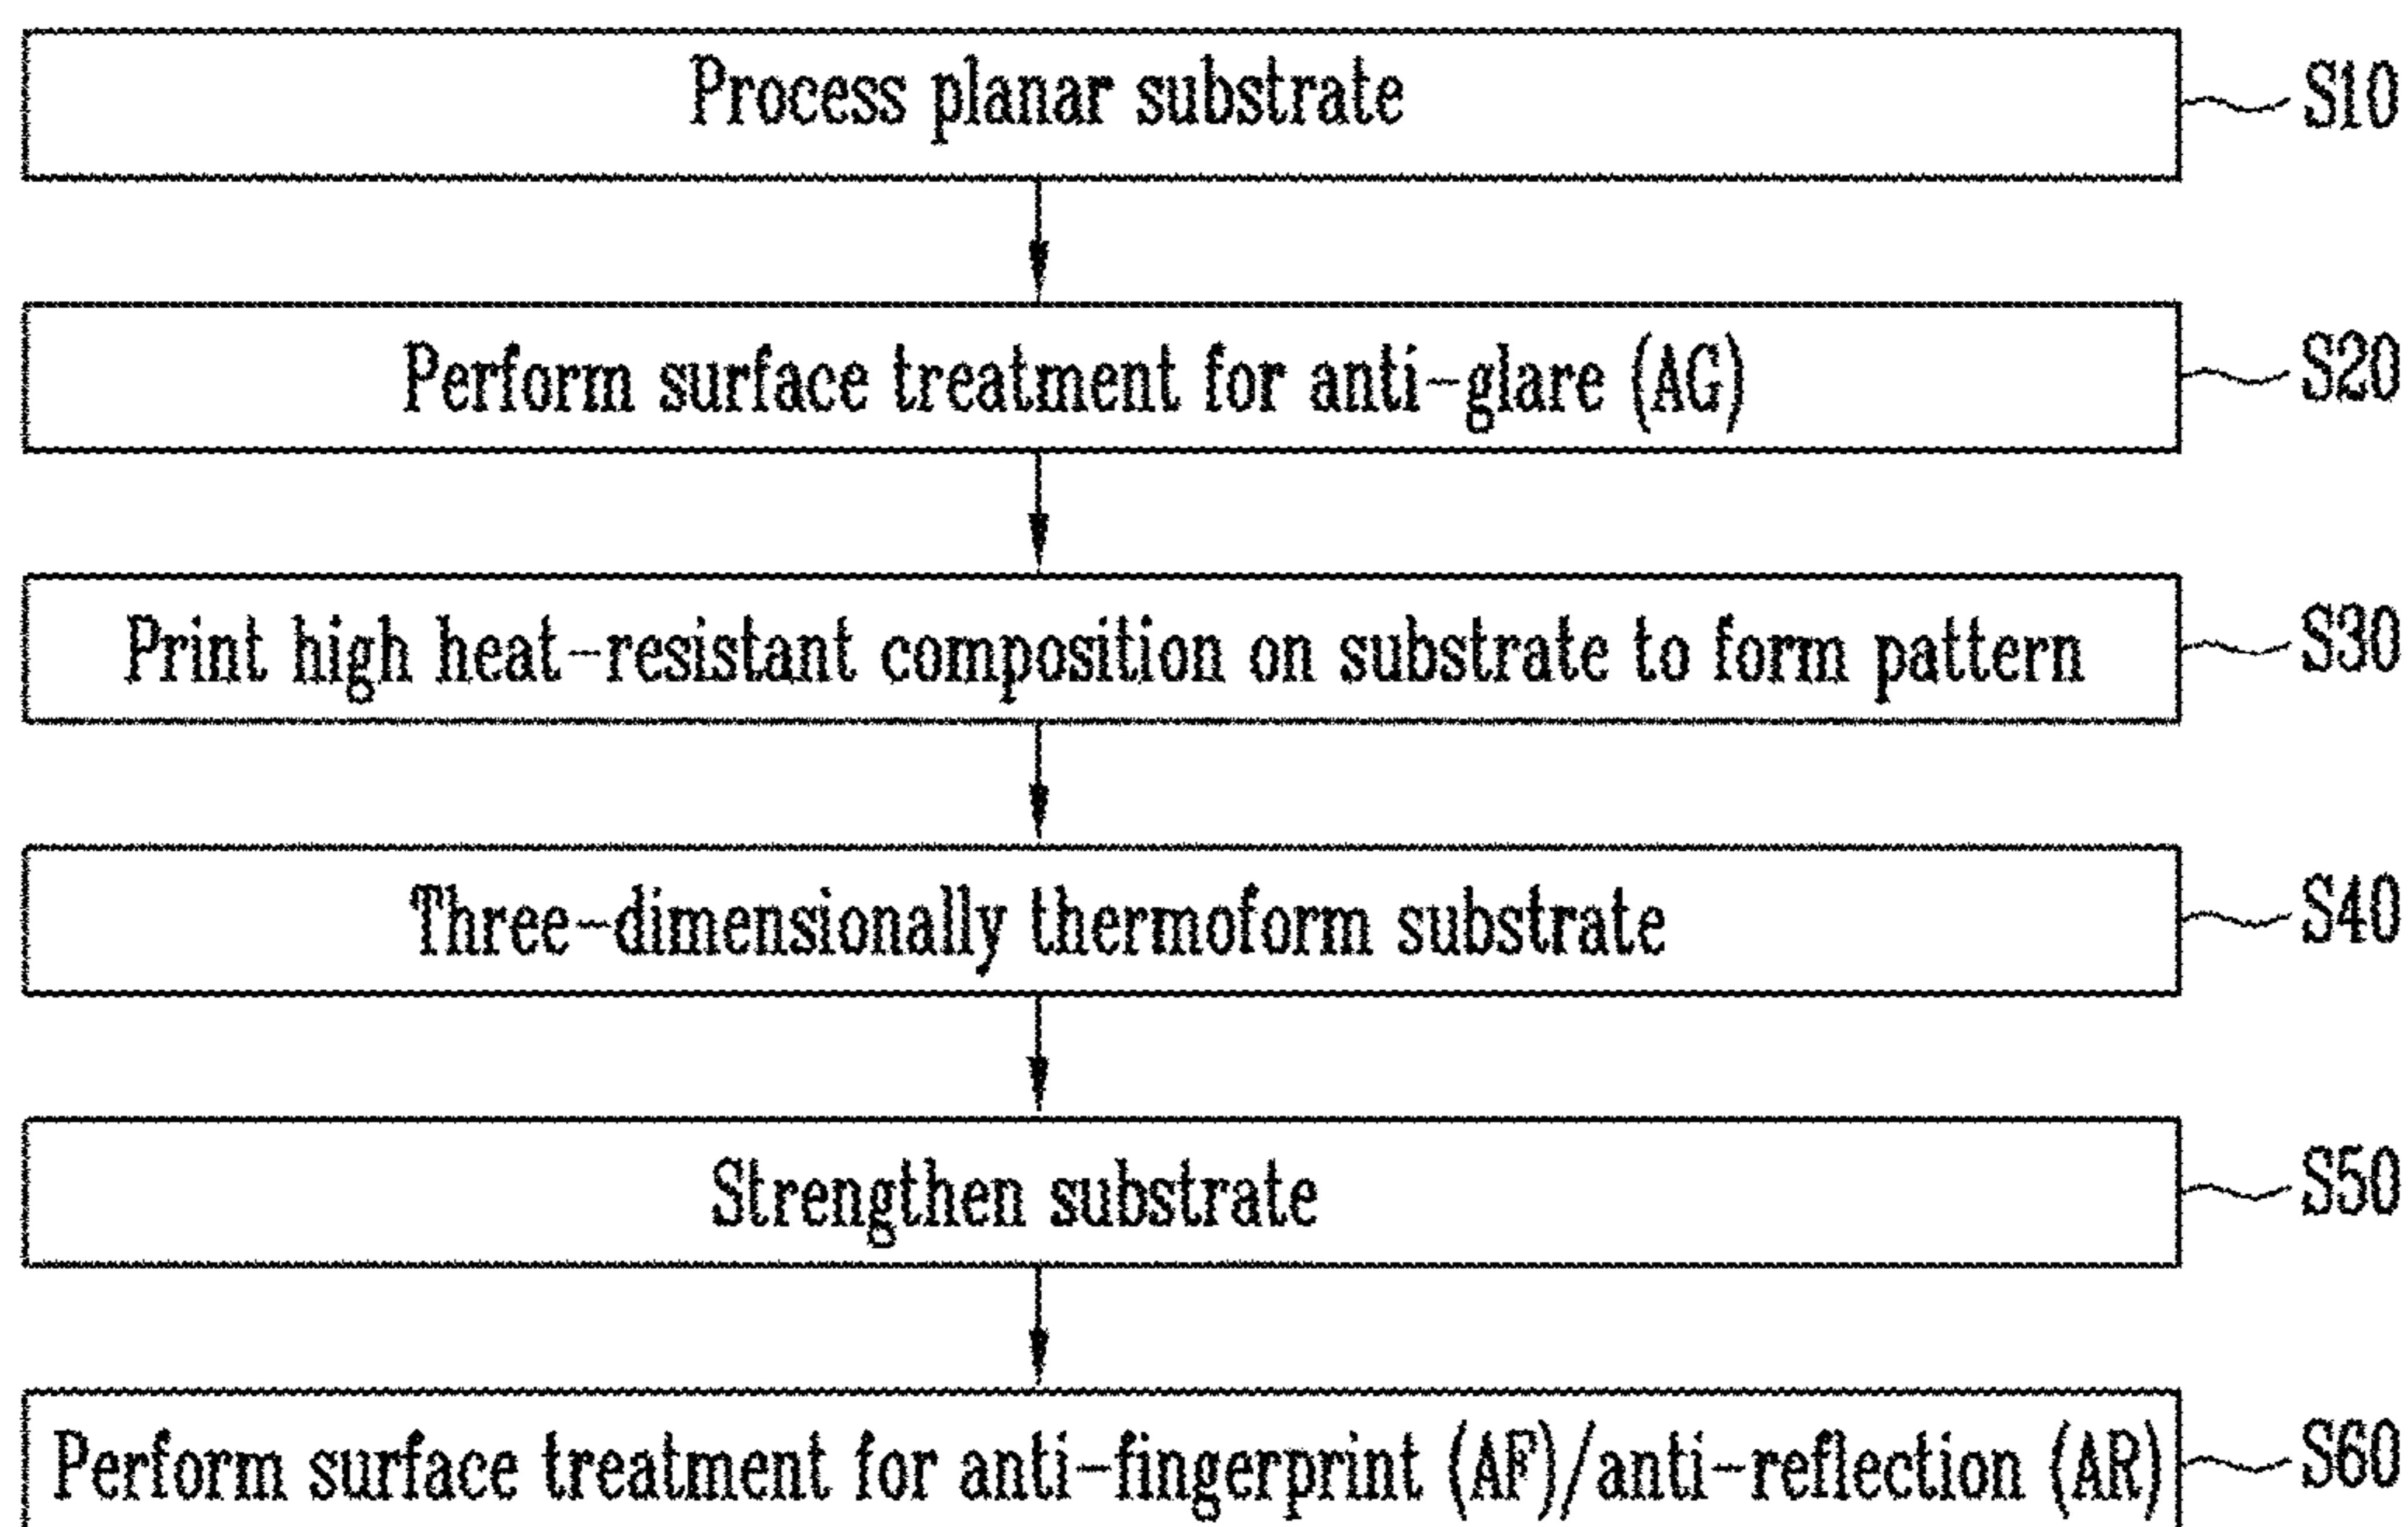 Process planar substrate S10
Perform surface treatment for anti-glare (AG) S20
Print high heat-resistant composition on substrate to form pattern S30
Three-dimensionally thermoform substrate S40
Strengthen substrate S50
Perform surface treatment for anti-fingerprint (AF)/anti-reflection (AR) S60